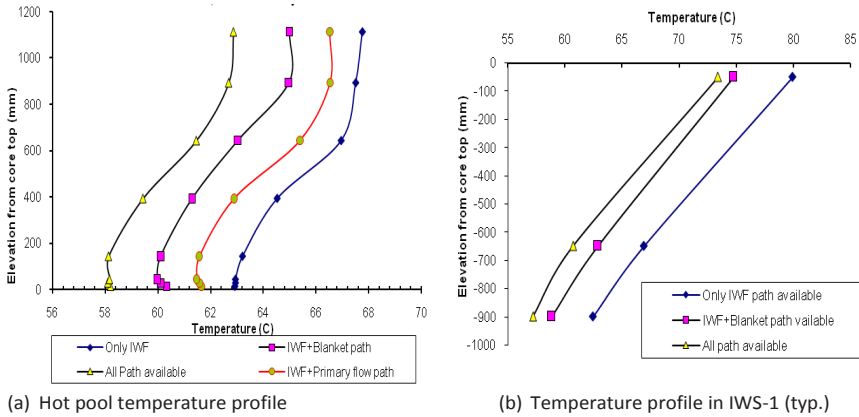 1200
1000
800
600
400
200
0
Elevation from core top (mm)
56 58 60 62 64 66 68 70
Temperature (C)
Only IWF
IWF+Blanket path
All Path available
IWF+Primary flow path
(a) Hot pool temperature profile
Temperature (C)
55 60 65 70 75 80 85
0
-100
-200
-300
-400
-500
-600
-700
-800
-900
-1000
Elevation from core top (mm)
Only IWF path available
IWF+Blanket path vailable
All path available
(b) Temperature profile in IWS-1 (typ.)